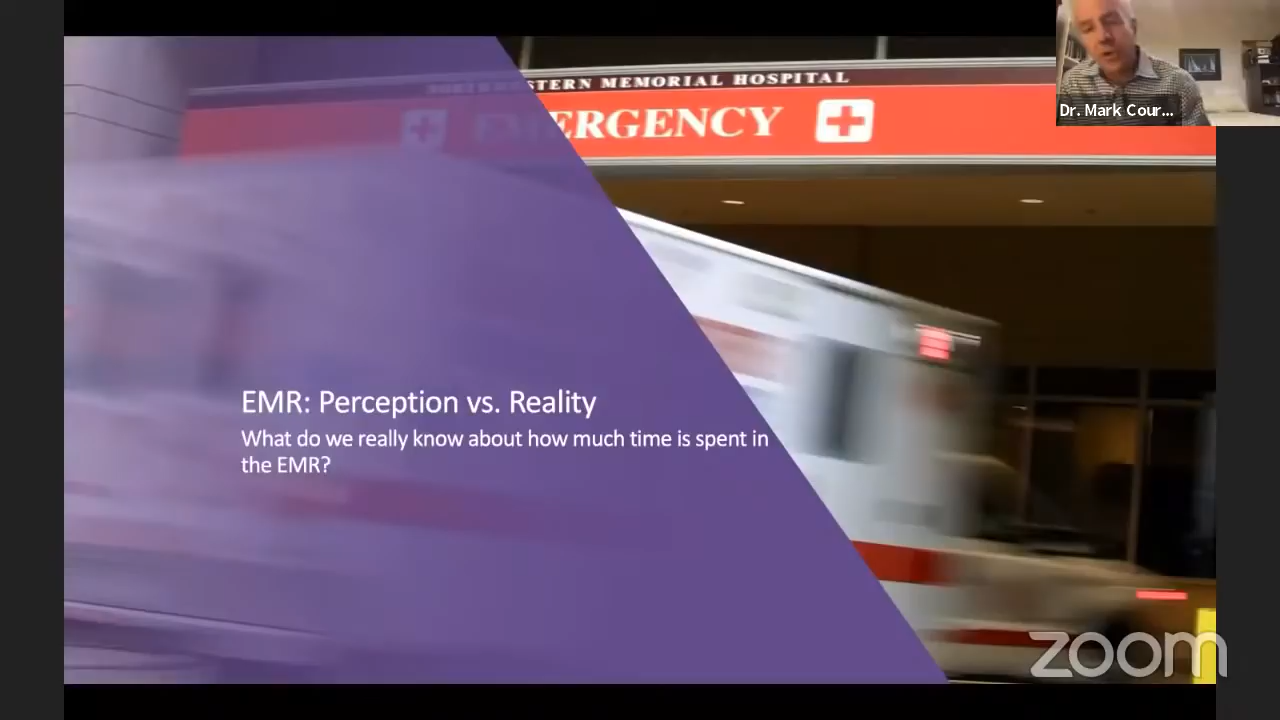 STERN MEMORIAL HOSPITAL
EMERGENCY
Dr. Mark Cour...
EMR: Perception vs. Reality
What do we really know about how much time is spent in
the EMR?
zoom